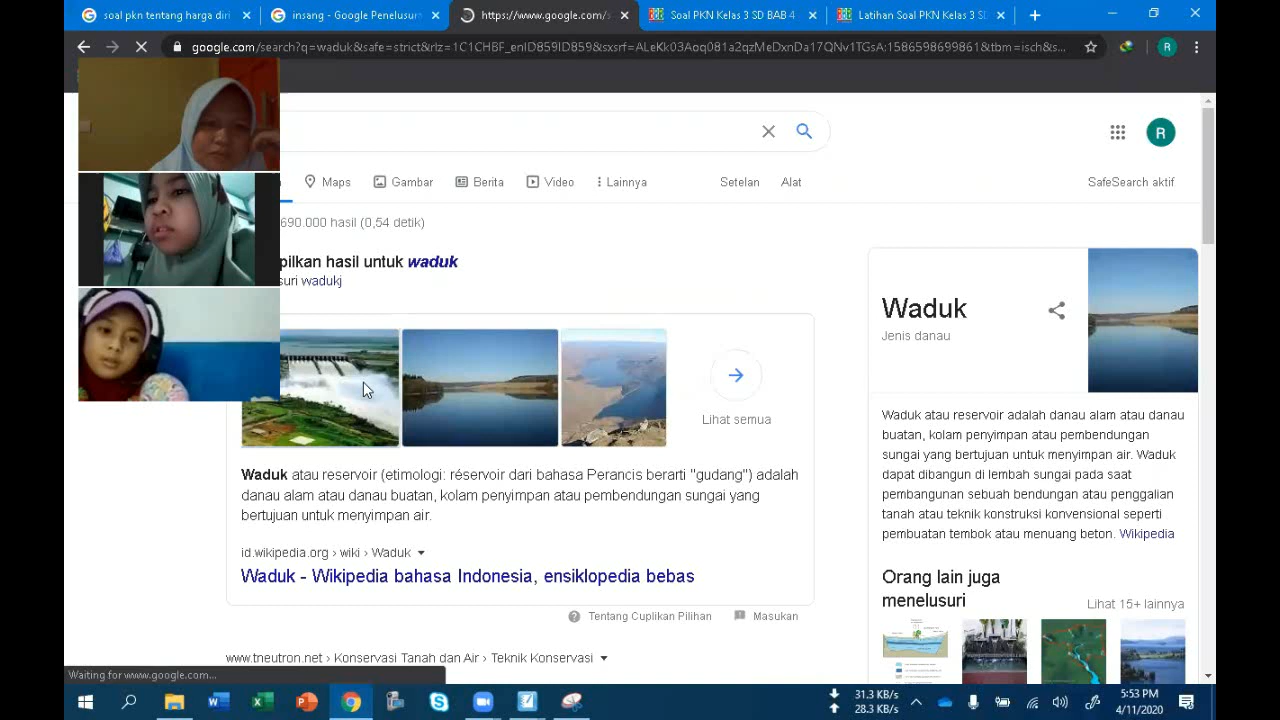 soal pkn tentang harga diri
insang - Google Penelusur
https://www.google.com/s
Soal PKN Kelas 3 SD BAB 4
Latihan Soal PKN Kelas 3 SD
google.com/search?q=waduk&safe=strict&rlz=1C1CHBF_enID859ID859&sxsrf=ALeKk03Aoq081a2qzMeDxnDa17QNv1TGsA:1586598699861&tbm=isch&s...
R
R
Maps
Gambar
Berita
Video
Lainnya
Setelan
Alat
SafeSearch aktif
690.000 hasil (0,54 detik)
pilkan hasil untuk waduk
suri wadukj
Lihat semua
Waduk atau reservoir (etimologi: réservoir dari bahasa Perancis berarti "gudang") adalah
danau alam atau danau buatan, kolam penyimpan atau pembendungan sungai yang
bertujuan untuk menyimpan air.
id.wikipedia.org › wiki › Waduk
Waduk - Wikipedia bahasa Indonesia, ensiklopedia bebas
Tentang Cuplikan Pilihan
Masukan
www.tneutron.net › Konservasi Tanah dan Air › Teknik Konservasi
Waduk
Jenis danau
Waduk atau reservoir adalah danau alam atau danau
buatan, kolam penyimpan atau pembendungan
sungai yang bertujuan untuk menyimpan air. Waduk
dapat dibangun di lembah sungai pada saat
pembangunan sebuah bendungan atau penggalian
tanah atau teknik konstruksi konvensional seperti
pembuatan tembok atau menuang beton. Wikipedia
Orang lain juga
menelusuri
Lihat 15+ lainnya
Waiting for www.google.com...
31.3 KB/s
28.3 KB/s
5:53 PM
4/11/2020